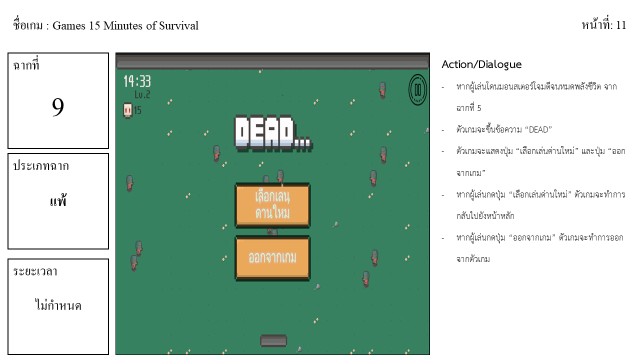 ชื่อเกม : Games 15 Minutes of Survival
หน้าที่: 11
ฉากที่
9
ประเภทฉาก
แพ้
ระยะเวลา
ไม่กำหนด
14:33
Lv.2
15
DEAD...
เลือกเล่น
ด่านใหม่
ออกจากเกม
Action/Dialogue
- หากผู้เล่นโดนมอนสเตอร์โจมตีจนหมดพลังชีวิต จาก
ฉากที่ 5
- ตัวเกมจะขึ้นข้อความ “DEAD”
- ตัวเกมจะแสดงปุ่ม “เลือกเล่นด่านใหม่” และปุ่ม “ออก
จากเกม”
- หากผู้เล่นกดปุ่ม “เลือกเล่นด่านใหม่” ตัวเกมจะทำการ
กลับไปยังหน้าหลัก
- หากผู้เล่นกดปุ่ม “ออกจากเกม” ตัวเกมจะทำการออก
จากตัวเกม